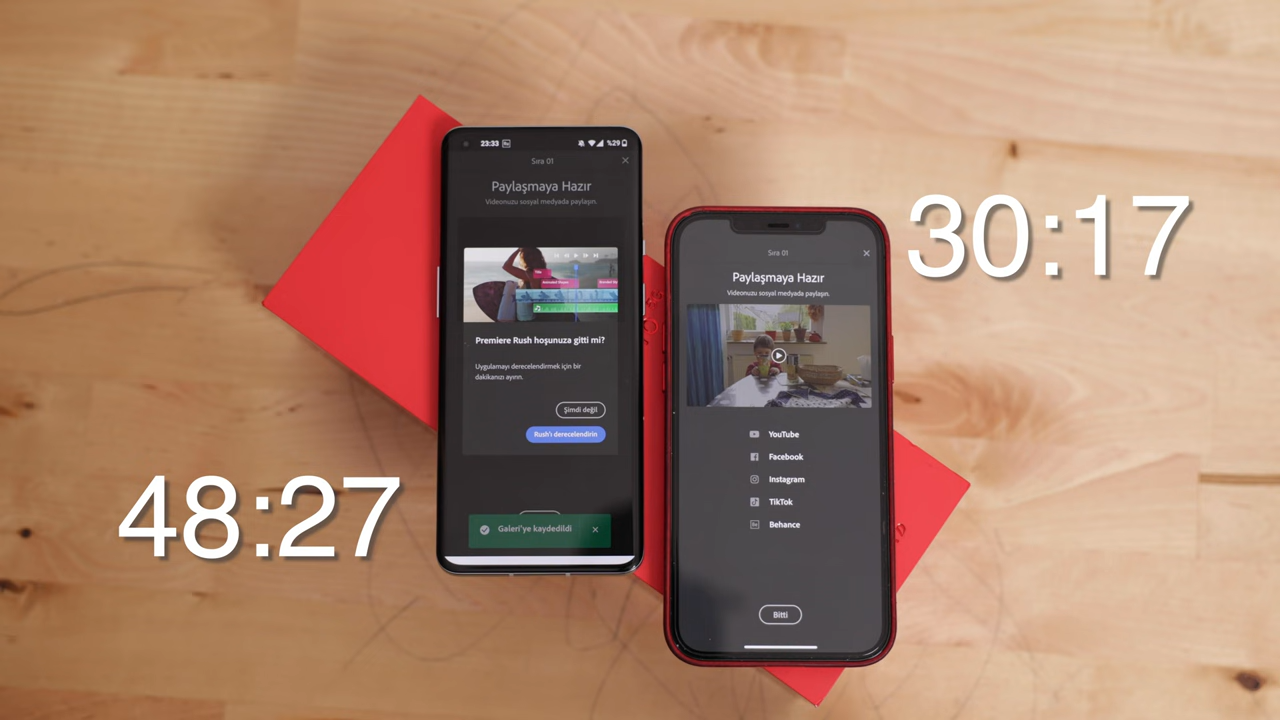 23:33
%29
Sıra 01
Paylaşmaya Hazır
Videonuzu sosyal medyada paylaşın.
Premiere Rush hoşunuza gitti mi?
Uygulamayı derecelendirmek için bir
dakikanızı ayırın.
Şimdi değil
Rush'ı derecelendirin
Galeri'ye kaydedildi
48:27
Sıra 01
Paylaşmaya Hazır
Videonuzu sosyal medyada paylaşın.
YouTube
Facebook
Instagram
TikTok
Behance
Bitti
30:17